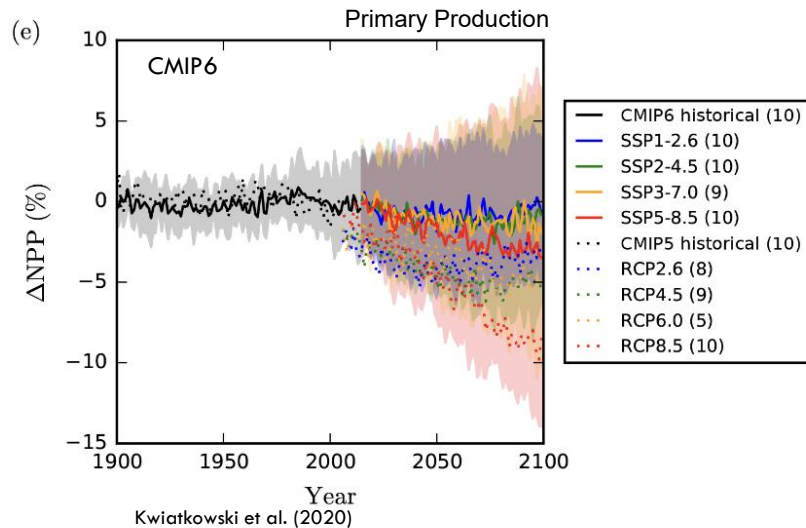 Primary Production
(e)
10
5
0
−5
−10
−15
ΔNPP (%)
CMIP6
1900
1950
2000
2050
2100
Year
CMIP6 historical (10)
SSP1-2.6 (10)
SSP2-4.5 (10)
SSP3-7.0 (9)
SSP5-8.5 (10)
CMIP5 historical (10)
RCP2.6 (8)
RCP4.5 (9)
RCP6.0 (5)
RCP8.5 (10)
Kwiatkowski et al. (2020)